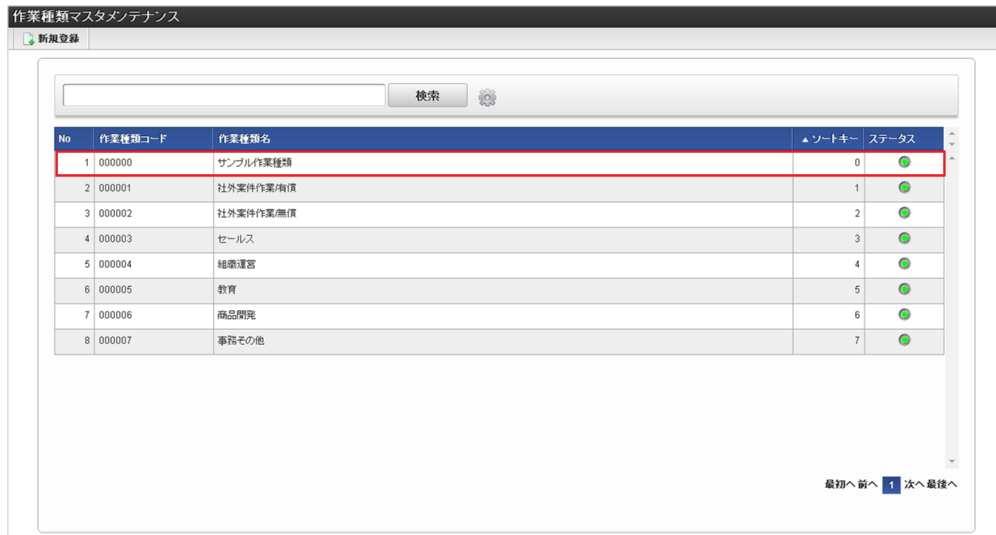 作業種類マスタメンテナンス
新規登録
検索
No 作業種類コード 作業種類名 ▲ ソートキー ステータス
1 000000 サンプル作業種類 0
2 000001 社外案件作業/有償 1
3 000002 社外案件作業/無償 2
4 000003 セールス 3
5 000004 組織運営 4
6 000005 教育 5
7 000006 商品開発 6
8 000007 事務その他 7
最初へ 前へ 1 次へ 最後へ